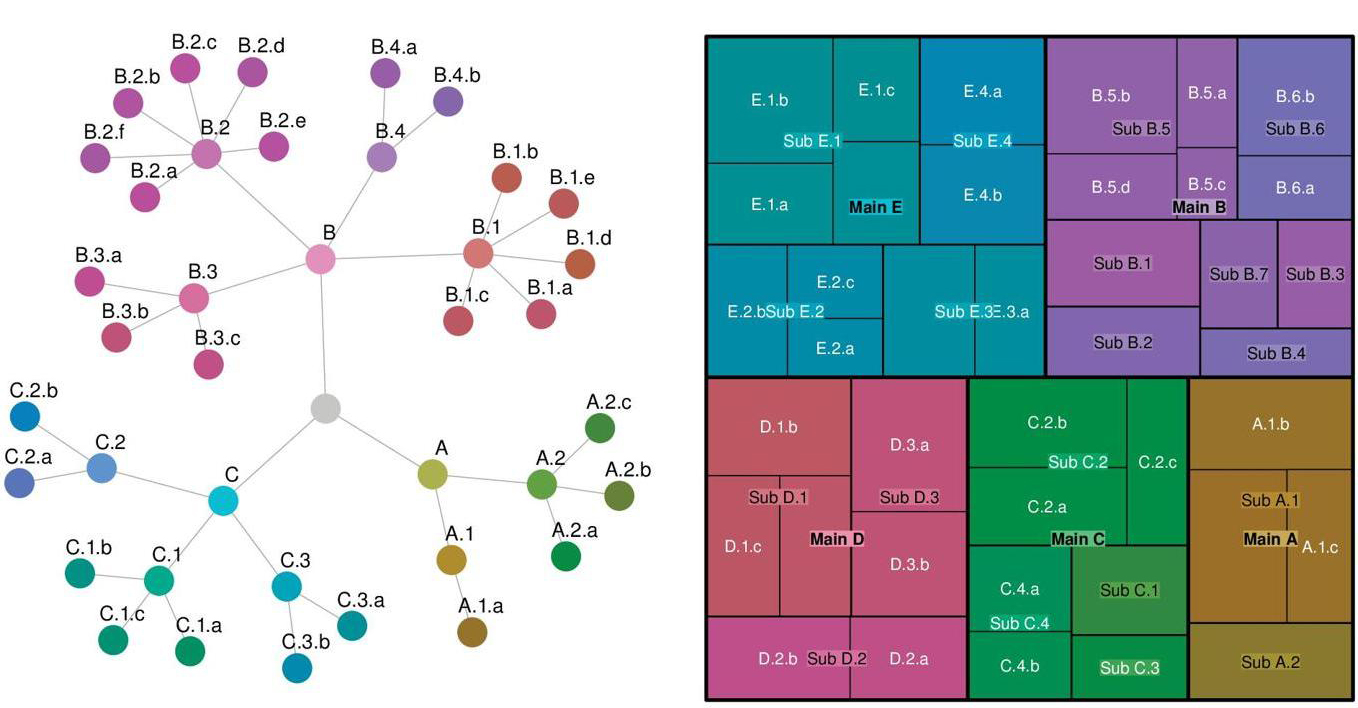 B.2.c
B.2.d
B.2.b
B.2.f
B.2
B.2.e
B.2.a
B.4.a
B.4.b
B.4
B.1.b
B.1.e
B.1
B.1.d
B.1.c
B.1.a
B
B.3.a
B.3
B.3.b
B.3.c
C.2.b
C.2
C.2.a
C
A
A.2.c
A.2
A.2.b
A.2.a
A.1
A.1.a
C.1.b
C.1
C.1.c
C.1.a
C.3
C.3.a
C.3.b
E.1.b
E.1.c
Sub E.1
E.1.a
Main E
E.4.a
Sub E.4
E.4.b
E.2.b
Sub E.2
E.2.c
E.2.a
Sub E.3
E.3.a
B.5.b
B.5.a
Sub B.5
B.5.d
B.5.c
Main B
B.6.b
Sub B.6
B.6.a
Sub B.1
Sub B.7
Sub B.3
Sub B.2
Sub B.4
D.1.b
Sub D.1
D.1.c
Main D
D.3.a
Sub D.3
D.3.b
D.2.b
Sub D.2
D.2.a
C.2.b
Sub C.2
C.2.c
C.2.a
Main C
C.4.a
Sub C.4
C.4.b
Sub C.1
Sub C.3
A.1.b
Sub A.1
Main A
A.1.c
Sub A.2